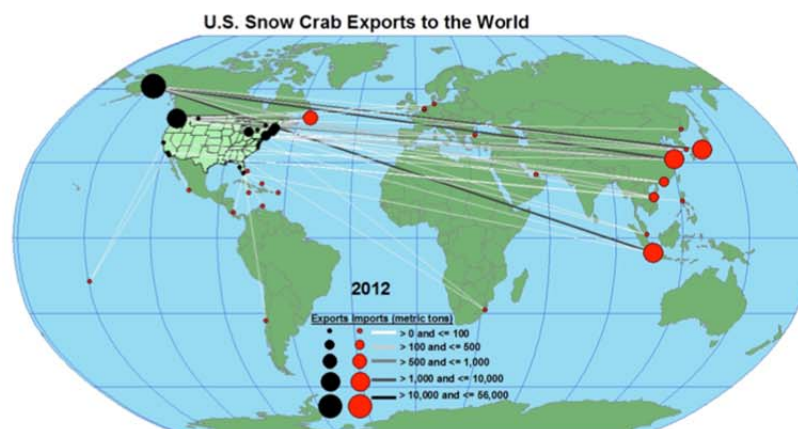 U.S. Snow Crab Exports to the World
2012
Exports Imports (metric tons)
> 0 and <= 100
> 100 and <= 500
> 500 and <= 1,000
> 1,000 and <= 10,000
> 10,000 and <= 56,000